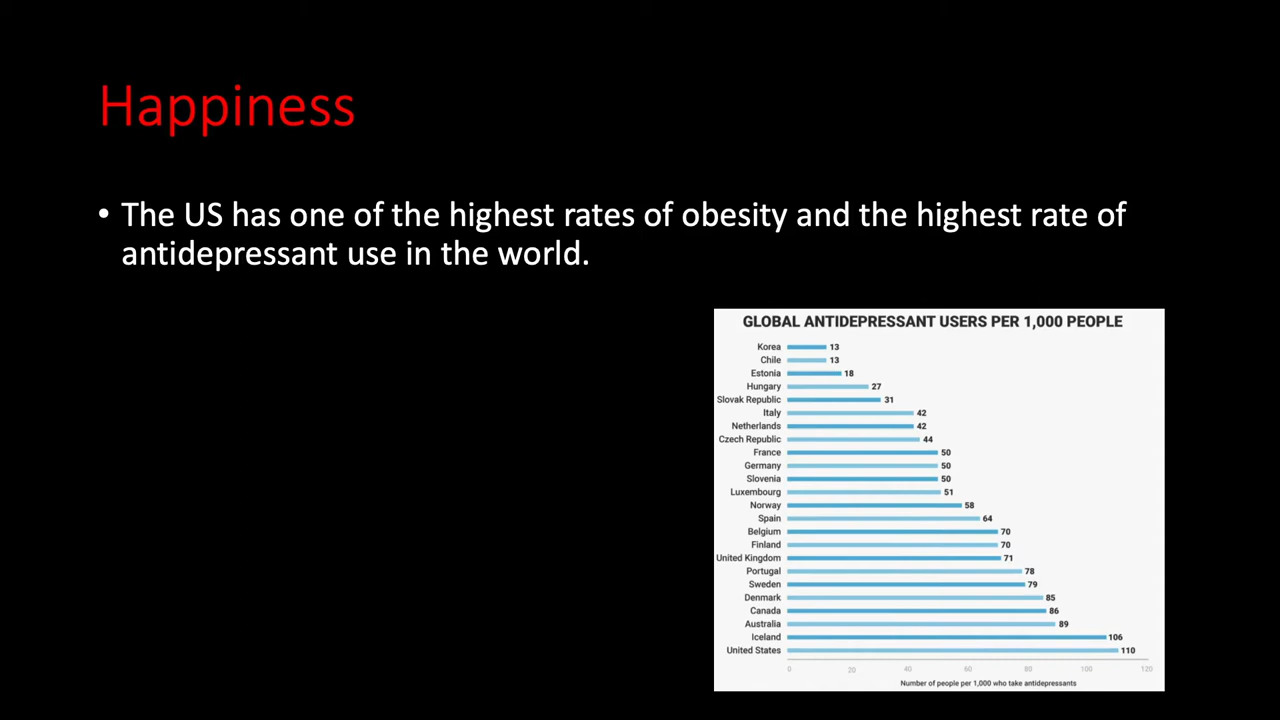 Happiness
• The US has one of the highest rates of obesity and the highest rate of
antidepressant use in the world.
GLOBAL ANTIDEPRESSANT USERS PER 1,000 PEOPLE
Korea 13
Chile 13
Estonia 18
Hungary 27
Slovak Republic 31
Italy 42
Netherlands 42
Czech Republic 44
France 50
Germany 50
Slovenia 50
Luxembourg 51
Norway 58
Spain 64
Belgium 70
Finland 70
United Kingdom 71
Portugal 78
Sweden 79
Denmark 85
Canada 86
Australia 89
Iceland 106
United States 110
0 20 40 60 80 100 120
Number of people per 1,000 who take antidepressants